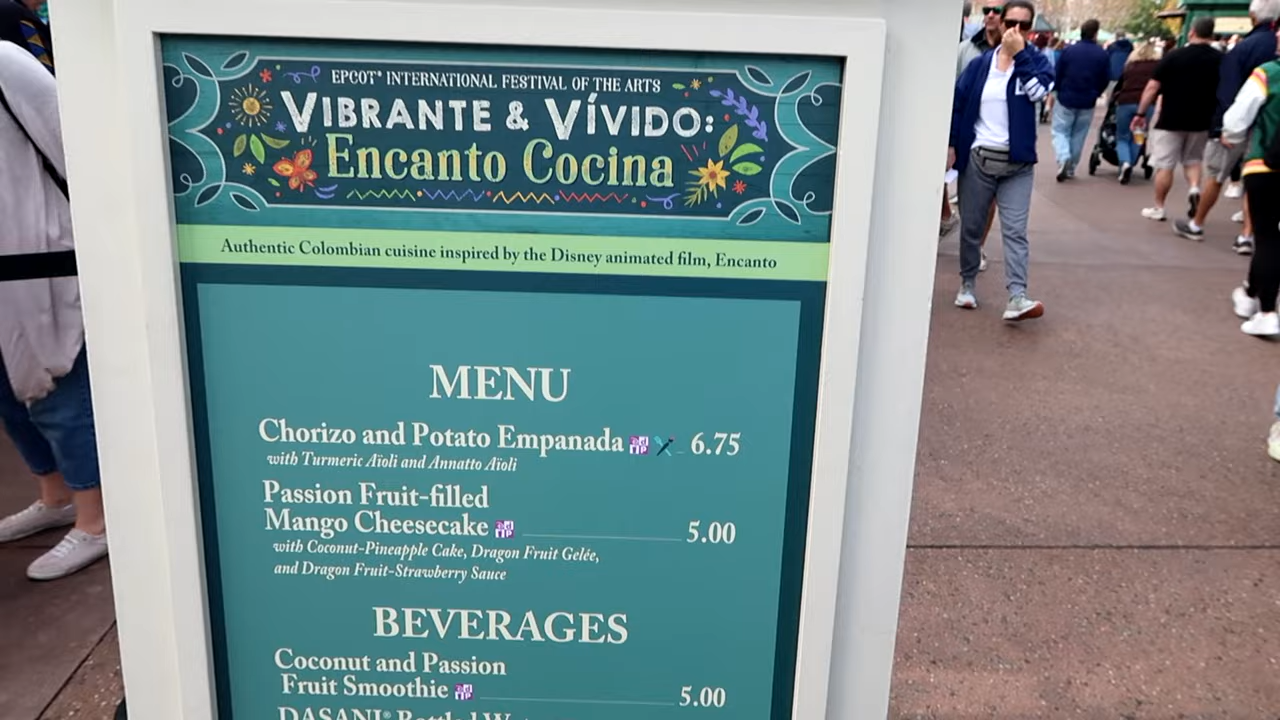 EPCOT® INTERNATIONAL FESTIVAL OF THE ARTS
VIBRANTE & VÍVIDO:
Encanto Cocina
Authentic Colombian cuisine inspired by the Disney animated film, Encanto
MENU
Chorizo and Potato Empanada 6.75
with Turmeric Aïoli and Annatto Aïoli
Passion Fruit-filled
Mango Cheesecake 5.00
with Coconut-Pineapple Cake, Dragon Fruit Gelée,
and Dragon Fruit-Strawberry Sauce
BEVERAGES
Coconut and Passion
Fruit Smoothie 5.00
DASANI® Bottled